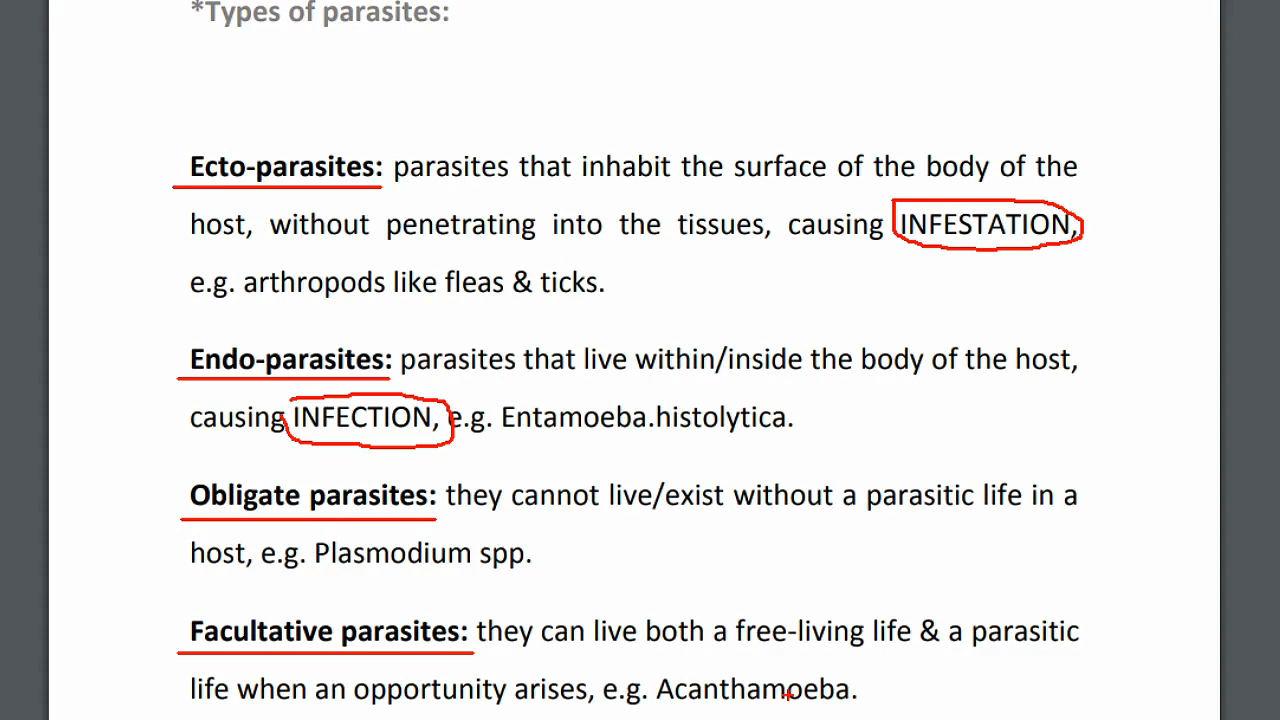 *Types of parasites:
Ecto-parasites: parasites that inhabit the surface of the body of the
host, without penetrating into the tissues, causing INFESTATION,
e.g. arthropods like fleas & ticks.
Endo-parasites: parasites that live within/inside the body of the host,
causing INFECTION, e.g. Entamoeba.histolytica.
Obligate parasites: they cannot live/exist without a parasitic life in a
host, e.g. Plasmodium spp.
Facultative parasites: they can live both a free-living life & a parasitic
life when an opportunity arises, e.g. Acanthamoeba.